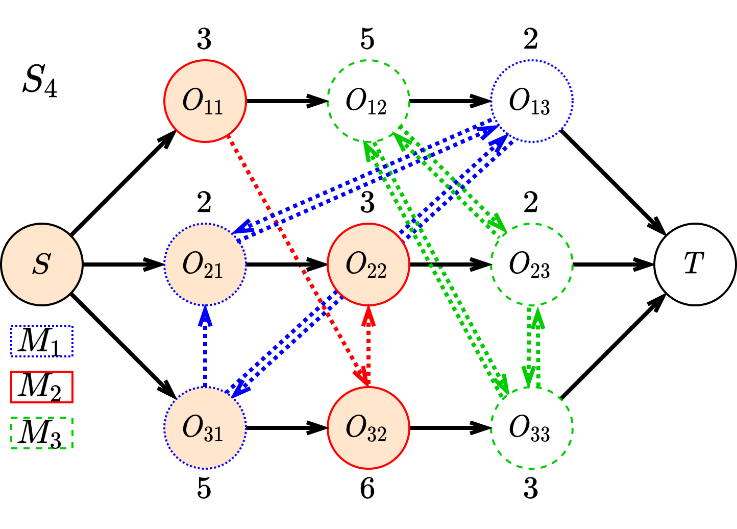 3 5 2
S₄
O₁₁ O₁₂ O₁₃
2 3 2
S O₂₁ O₂₂ O₂₃ T
M₁
M₂
M₃ O₃₁ O₃₂ O₃₃
5 6 3